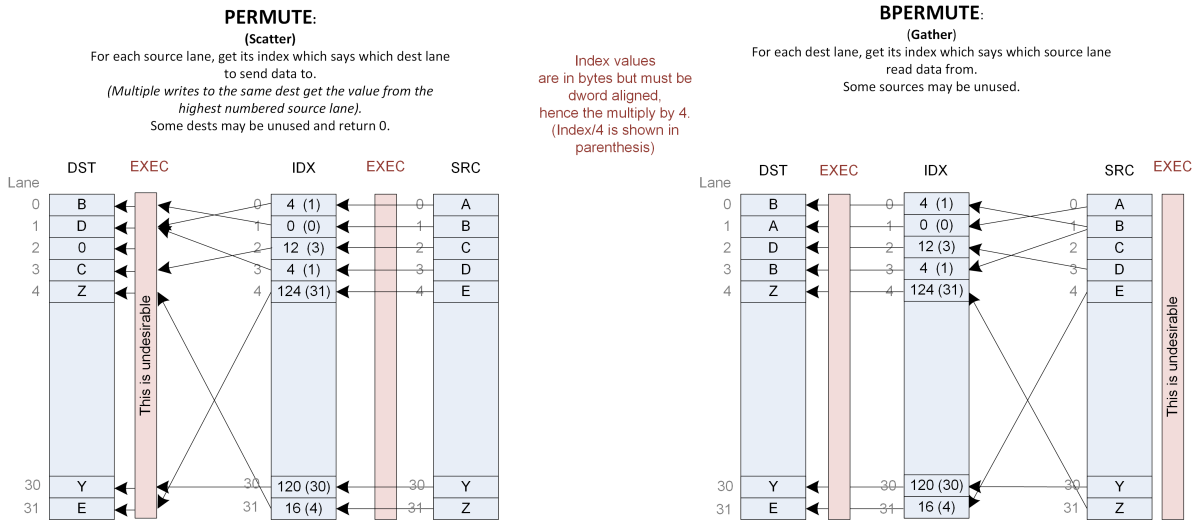 PERMUTE:
(Scatter)
For each source lane, get its index which says which dest lane
to send data to.
(Multiple writes to the same dest get the value from the
highest numbered source lane).
Some dests may be unused and return 0.
Index values
are in bytes but must be
dword aligned,
hence the multiply by 4.
(Index/4 is shown in
parenthesis)
BPERMUTE:
(Gather)
For each dest lane, get its index which says which source lane
read data from.
Some sources may be unused.
DST EXEC IDX EXEC SRC
Lane
0 B 0 4 (1) 0 A
1 D 1 0 (0) 1 B
2 0 2 12 (3) 2 C
3 C 3 4 (1) 3 D
4 Z 4 124 (31) 4 E
This is undesirable
30 Y 30 120 (30) 30 Y
31 E 31 16 (4) 31 Z
DST EXEC IDX SRC EXEC
Lane
0 B 0 4 (1) 0 A
1 A 1 0 (0) 1 B
2 D 2 12 (3) 2 C
3 B 3 4 (1) 3 D
4 Z 4 124 (31) 4 E
This is undesirable
30 Y 30 120 (30) 30 Y
31 E 31 16 (4) 31 Z